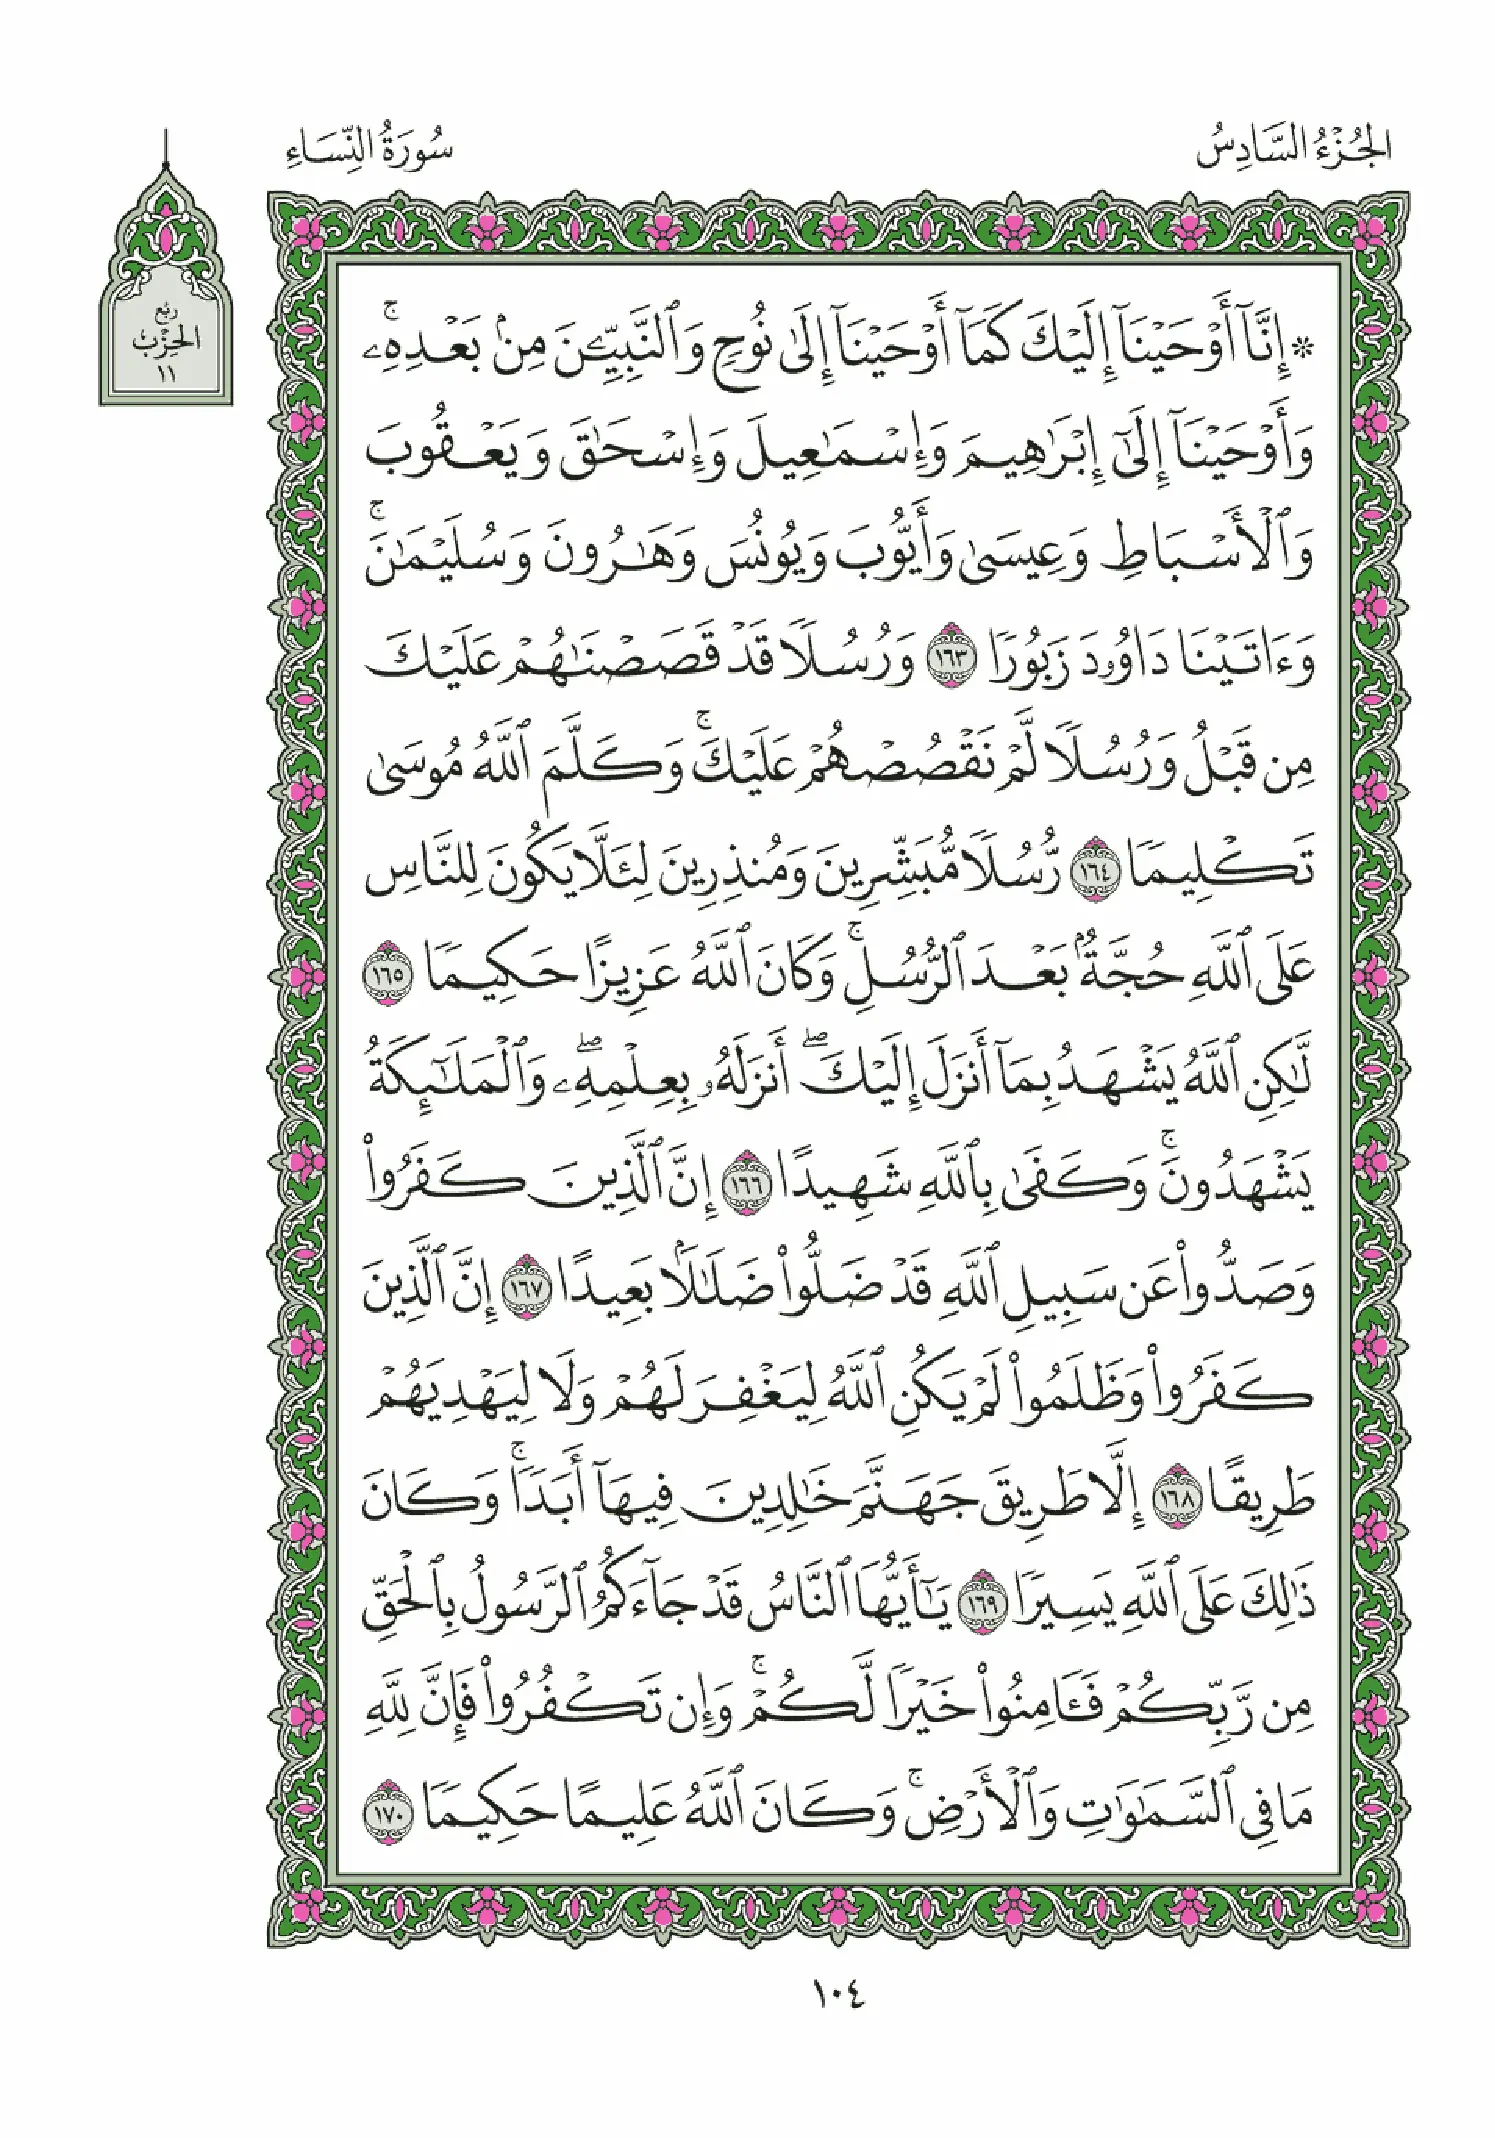 الجُزْءُ السَّادِسُ
سُورَةُ النِّسَاءِ
رُبْع
الحِزْب
١١
۞ إِنَّآ أَوْحَيْنَآ إِلَيْكَ كَمَآ أَوْحَيْنَآ إِلَىٰ نُوحٍ وَٱلنَّبِيِّـۧنَ مِنۢ بَعْدِهِۦۚ
وَأَوْحَيْنَآ إِلَىٰٓ إِبْرَٰهِيمَ وَإِسْمَـٰعِيلَ وَإِسْحَـٰقَ وَيَعْقُوبَ
وَٱلْأَسْبَاطِ وَعِيسَىٰ وَأَيُّوبَ وَيُونُسَ وَهَـٰرُونَ وَسُلَيْمَـٰنَۚ
وَءَاتَيْنَا دَاوُۥدَ زَبُورًا ١٦٣ وَرُسُلًا قَدْ قَصَصْنَـٰهُمْ عَلَيْكَ
مِن قَبْلُ وَرُسُلًا لَّمْ نَقْصُصْهُمْ عَلَيْكَۚ وَكَلَّمَ ٱللَّهُ مُوسَىٰ
تَكْلِيمًا ١٦٤ رُّسُلًا مُّبَشِّرِينَ وَمُنذِرِينَ لِئَلَّا يَكُونَ لِلنَّاسِ
عَلَى ٱللَّهِ حُجَّةٌۢ بَعْدَ ٱلرُّسُلِۚ وَكَانَ ٱللَّهُ عَزِيزًا حَكِيمًا ١٦٥
لَّـٰكِنِ ٱللَّهُ يَشْهَدُ بِمَآ أَنزَلَ إِلَيْكَۖ أَنزَلَهُۥ بِعِلْمِهِۦۖ وَٱلْمَلَـٰٓئِكَةُ
يَشْهَدُونَۚ وَكَفَىٰ بِٱللَّهِ شَهِيدًا ١٦٦ إِنَّ ٱلَّذِينَ كَفَرُوا۟
وَصَدُّوا۟ عَن سَبِيلِ ٱللَّهِ قَدْ ضَلُّوا۟ ضَلَـٰلًۢا بَعِيدًا ١٦٧ إِنَّ ٱلَّذِينَ
كَفَرُوا۟ وَظَلَمُوا۟ لَمْ يَكُنِ ٱللَّهُ لِيَغْفِرَ لَهُمْ وَلَا لِيَهْدِيَهُمْ
طَرِيقًا ١٦٨ إِلَّا طَرِيقَ جَهَنَّمَ خَـٰلِدِينَ فِيهَآ أَبَدًاۚ وَكَانَ
ذَٰلِكَ عَلَى ٱللَّهِ يَسِيرًا ١٦٩ يَـٰٓأَيُّهَا ٱلنَّاسُ قَدْ جَآءَكُمُ ٱلرَّسُولُ بِٱلْحَقِّ
مِن رَّبِّكُمْ فَـَٔامِنُوا۟ خَيْرًا لَّكُمْۚ وَإِن تَكْفُرُوا۟ فَإِنَّ لِلَّهِ
مَا فِى ٱلسَّمَـٰوَٰتِ وَٱلْأَرْضِۚ وَكَانَ ٱللَّهُ عَلِيمًا حَكِيمًا ١٧٠
١٠٤